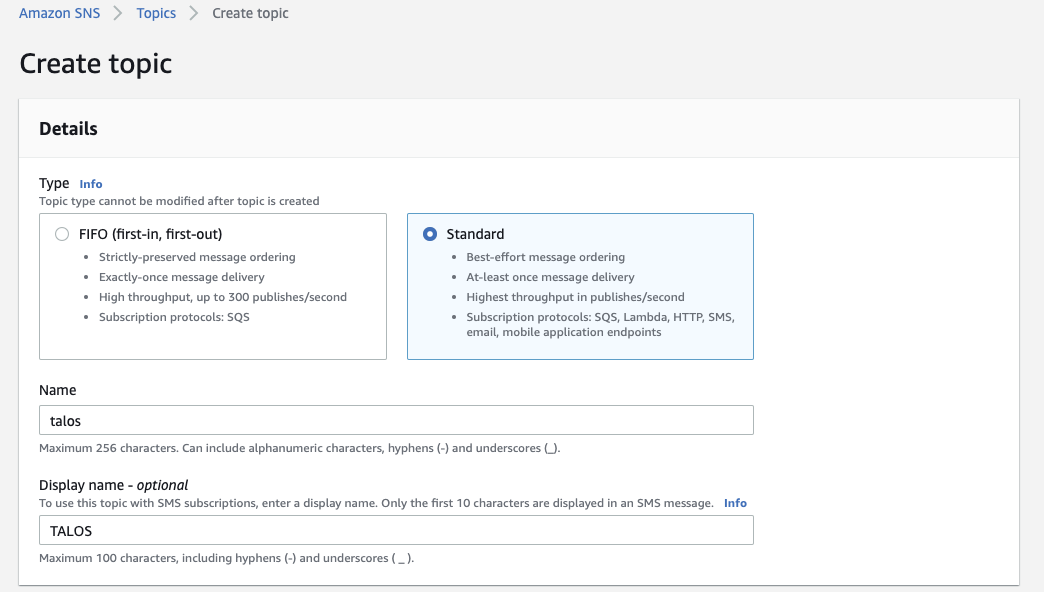 Amazon SNS > Topics > Create topic
Create topic
Details
Type Info
Topic type cannot be modified after topic is created
FIFO (first-in, first-out)
• Strictly-preserved message ordering
• Exactly-once message delivery
• High throughput, up to 300 publishes/second
• Subscription protocols: SQS
Standard
• Best-effort message ordering
• At-least once message delivery
• Highest throughput in publishes/second
• Subscription protocols: SQS, Lambda, HTTP, SMS,
email, mobile application endpoints
Name
talos
Maximum 256 characters. Can include alphanumeric characters, hyphens (-) and underscores (_).
Display name - optional
To use this topic with SMS subscriptions, enter a display name. Only the first 10 characters are displayed in an SMS message. Info
TALOS
Maximum 100 characters, including hyphens (-) and underscores ( _ ).